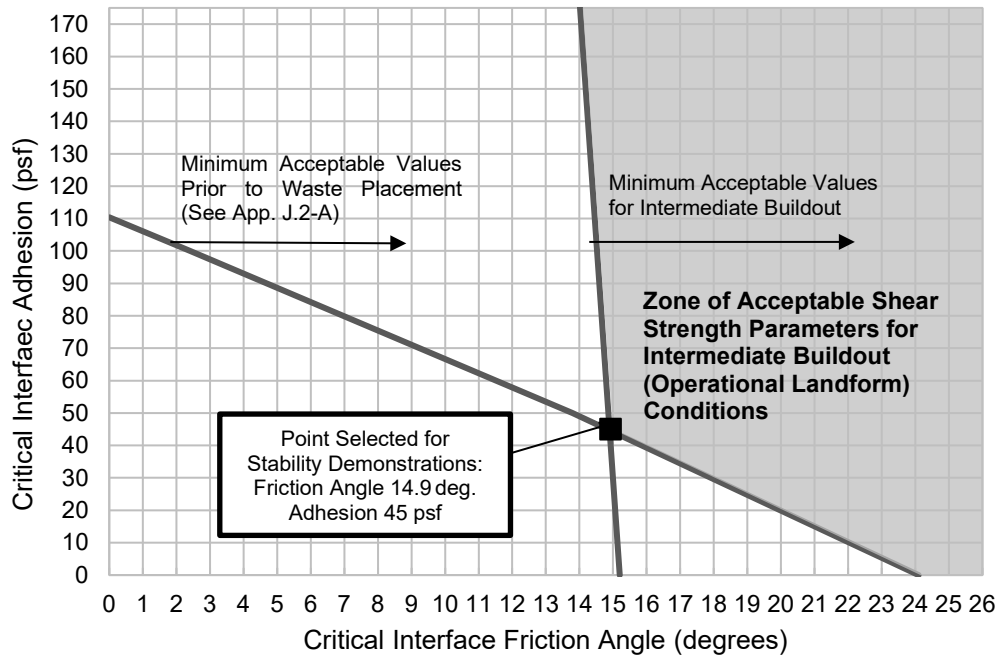 170
160
150
140
130
120
110
100
90
80
70
60
50
40
30
20
10
0
Critical Interfaec Adhesion (psf)
Minimum Acceptable Values
Prior to Waste Placement
(See App. J.2-A)
Minimum Acceptable Values
for Intermediate Buildout
Zone of Acceptable Shear
Strength Parameters for
Intermediate Buildout
(Operational Landform)
Conditions
Point Selected for
Stability Demonstrations:
Friction Angle 14.9 deg.
Adhesion 45 psf
0 1 2 3 4 5 6 7 8 9 10 11 12 13 14 15 16 17 18 19 20 21 22 23 24 25 26
Critical Interface Friction Angle (degrees)